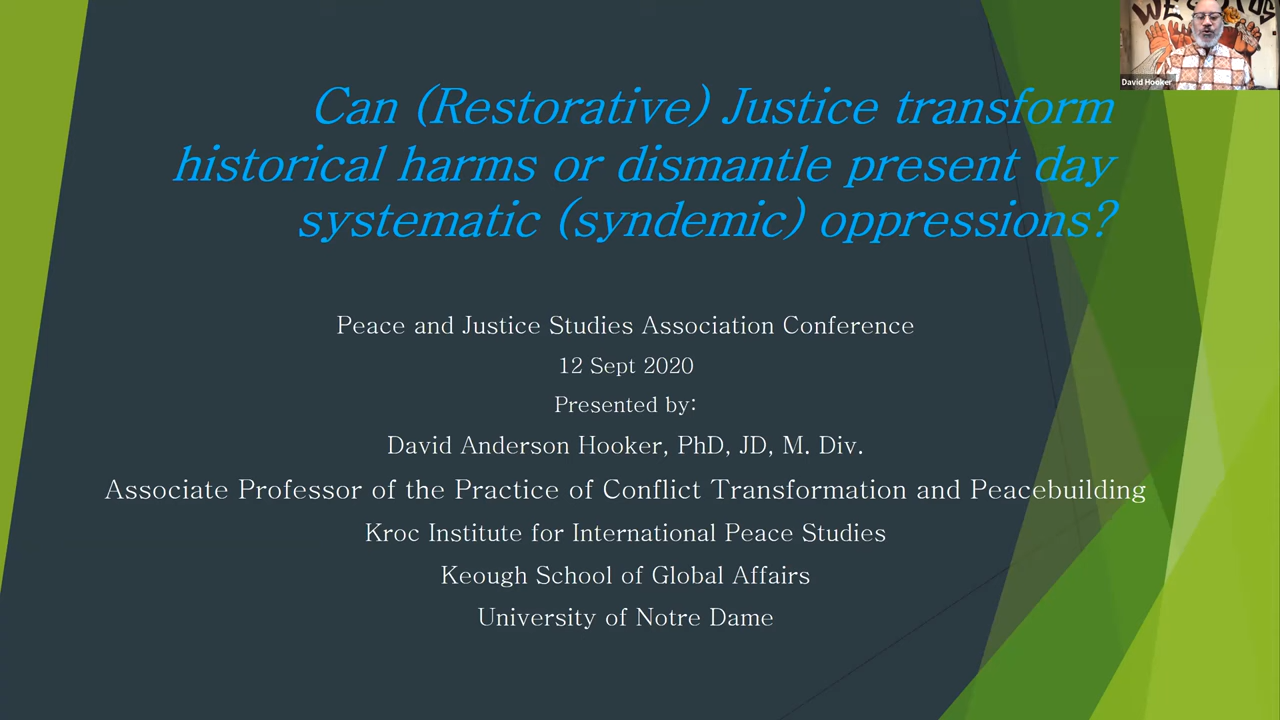 Can (Restorative) Justice transform
historical harms or dismantle present day
systematic (syndemic) oppressions?
Peace and Justice Studies Association Conference
12 Sept 2020
Presented by:
David Anderson Hooker, PhD, JD, M. Div.
Associate Professor of the Practice of Conflict Transformation and Peacebuilding
Kroc Institute for International Peace Studies
Keough School of Global Affairs
University of Notre Dame
David Hooker